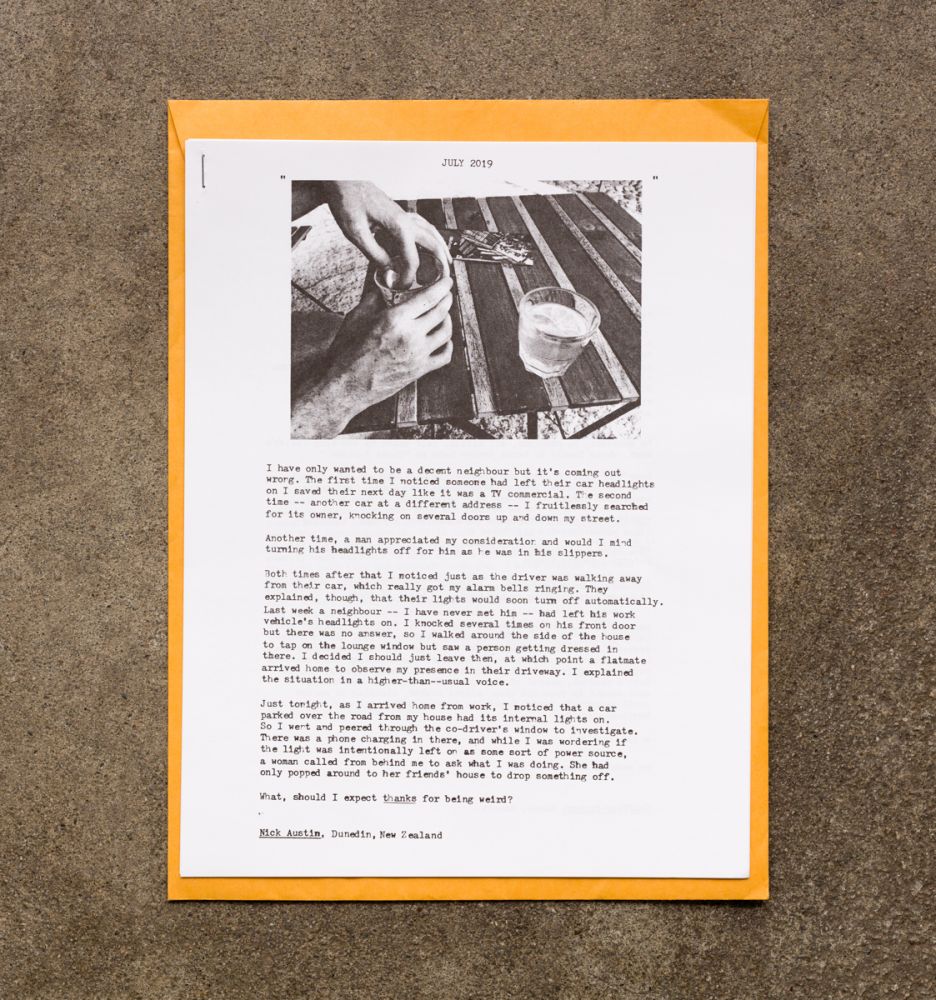 JULY 2019
" "
I have only wanted to be a decent neighbour but it's coming out
wrong. The first time I noticed someone had left their car headlights
on I saved their next day like it was a TV commercial. The second
time -- another car at a different address -- I fruitlessly searched
for its owner, knocking on several doors up and down my street.
Another time, a man appreciated my consideration and would I mind
turning his headlights off for him as he was in his slippers.
Both times after that I noticed just as the driver was walking away
from their car, which really got my alarm bells ringing. They
explained, though, that their lights would soon turn off automatically.
Last week a neighbour -- I have never met him -- had left his work
vehicle's headlights on. I knocked several times on his front door
but there was no answer, so I walked around the side of the house
to tap on the lounge window but saw a person getting dressed in
there. I decided I should just leave then, at which point a flatmate
arrived home to observe my presence in their driveway. I explained
the situation in a higher-than--usual voice.
Just tonight, as I arrived home from work, I noticed that a car
parked over the road from my house had its internal lights on.
So I went and peered through the co-driver's window to investigate.
There was a phone charging in there, and while I was wordering if
the light was intentionally left on as some sort of power source,
a woman called from behind me to ask what I was doing. She had
only popped around to her friends' house to drop something off.
What, should I expect thanks for being weird?
Nick Austin, Dunedin, New Zealand